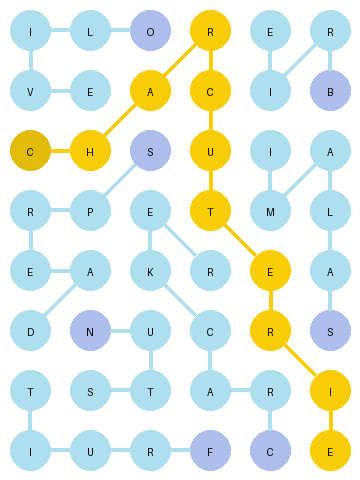 I L O R E R
V E A C I B
C H S U I A
R P E T M L
E A K R E A
D N U C R S
T S T A R I
I U R F C E